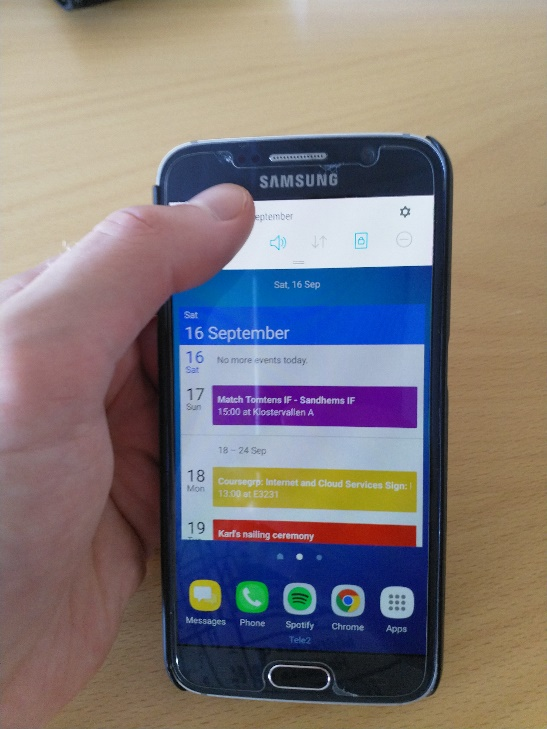 SAMSUNG
eptember
Sat, 16 Sep
Sat
16 September
16
Sat
No more events today.
17
Sun
Match Tomtens IF - Sandhems IF
15:00 at Klostervallen A
18 – 24 Sep
18
Mon
Coursegrp: Internet and Cloud Services Sign:
13:00 at E3231
19
Karl's nailing ceremony
Messages
Phone
Spotify
Chrome
Apps
Tele2